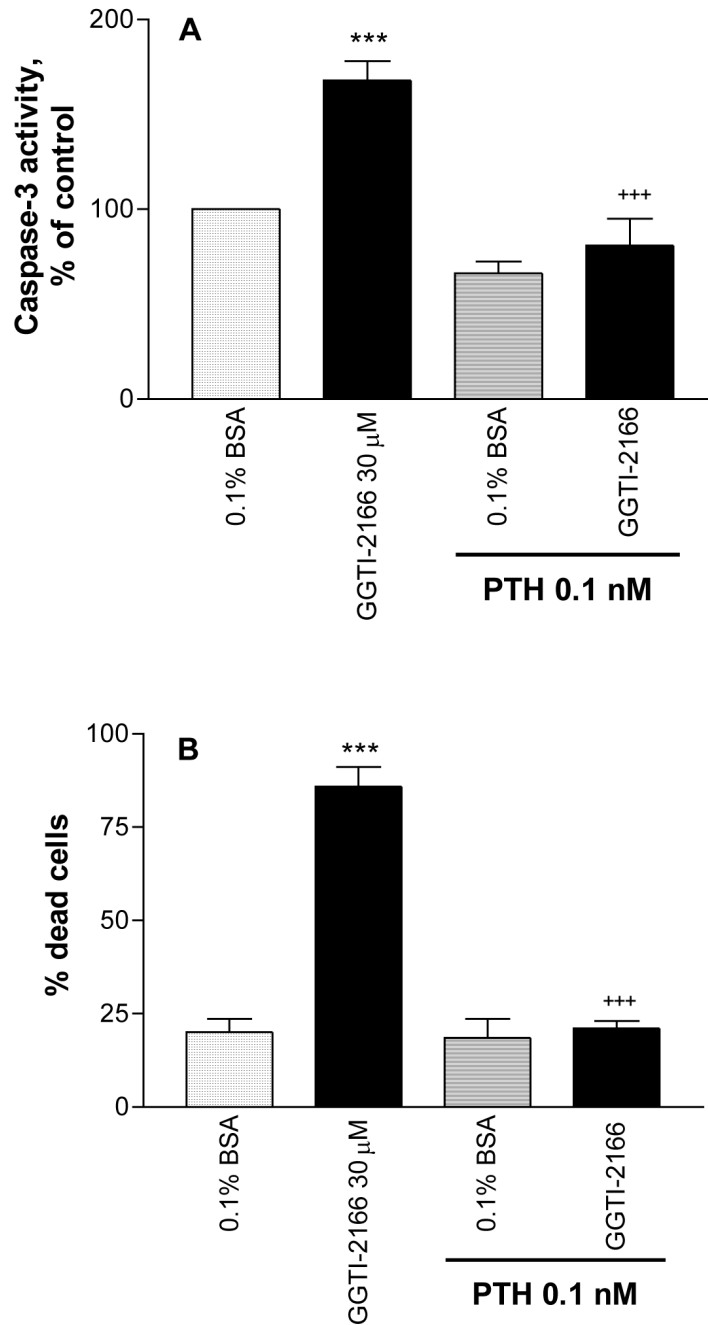 A
200
***
Caspase-3 activity,
% of control
100
+++
0
0.1% BSA
GGTI-2166 30 μM
0.1% BSA
GGTI-2166
PTH 0.1 nM
B
100
***
75
% dead cells
50
25
+++
0
0.1% BSA
GGTI-2166 30 μM
0.1% BSA
GGTI-2166
PTH 0.1 nM